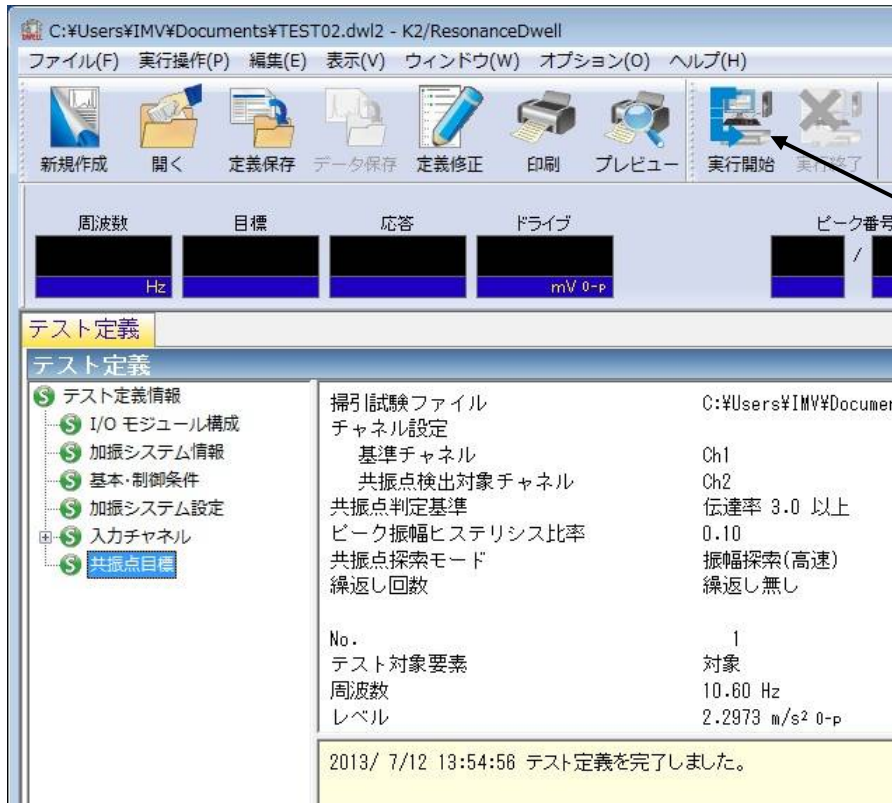 C:¥Users¥IMV¥Documents¥TEST02.dwl2 - K2/ResonanceDwell
ファイル(F) 実行操作(P) 編集(E) 表示(V) ウィンドウ(W) オプション(O) ヘルプ(H)
新規作成 開く 定義保存 データ保存 定義修正 印刷 プレビュー 実行開始 実行終了
周波数 目標 応答 ドライブ ピーク番号
/
Hz mV 0-p
テスト定義
テスト定義
テスト定義情報
I/O モジュール構成
加振システム情報
基本・制御条件
加振システム設定
入力チャネル
共振点目標
掃引試験ファイル C:¥Users¥IMV¥Documen
チャネル設定
基準チャネル Ch1
共振点検出対象チャネル Ch2
共振点判定基準 伝達率 3.0 以上
ピーク振幅ヒステリシス比率 0.10
共振点探索モード 振幅探索(高速)
繰返し回数 繰返し無し
No. 1
テスト対象要素 対象
周波数 10.60 Hz
レベル 2.2973 m/s² 0-p
2013/ 7/12 13:54:56 テスト定義を完了しました。